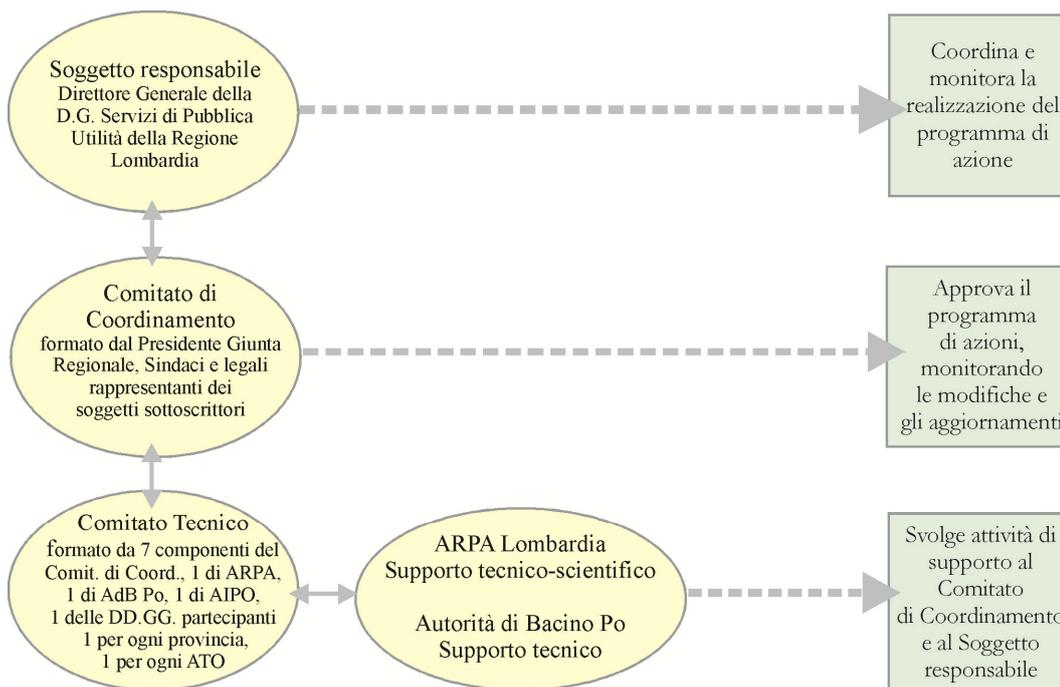 Soggetto responsabile
Direttore Generale della
D.G. Servizi di Pubblica
Utilità della Regione
Lombardia
Coordina e
monitora la
realizzazione del
programma di
azione
Comitato di
Coordinamento
formato dal Presidente Giunta
Regionale, Sindaci e legali
rappresentanti dei
soggetti sottoscrittori
Approva il
programma
di azioni,
monitorando
le modifiche e
gli aggiornamenti
Comitato Tecnico
formato da 7 componenti del
Comit. di Coord., 1 di ARPA,
1 di AdB Po, 1 di AIPO,
1 delle DD.GG. partecipanti
1 per ogni provincia,
1 per ogni ATO
ARPA Lombardia
Supporto tecnico-scientifico
Autorità di Bacino Po
Supporto tecnico
Svolge attività di
supporto al
Comitato
di Coordinamento
e al Soggetto
responsabile